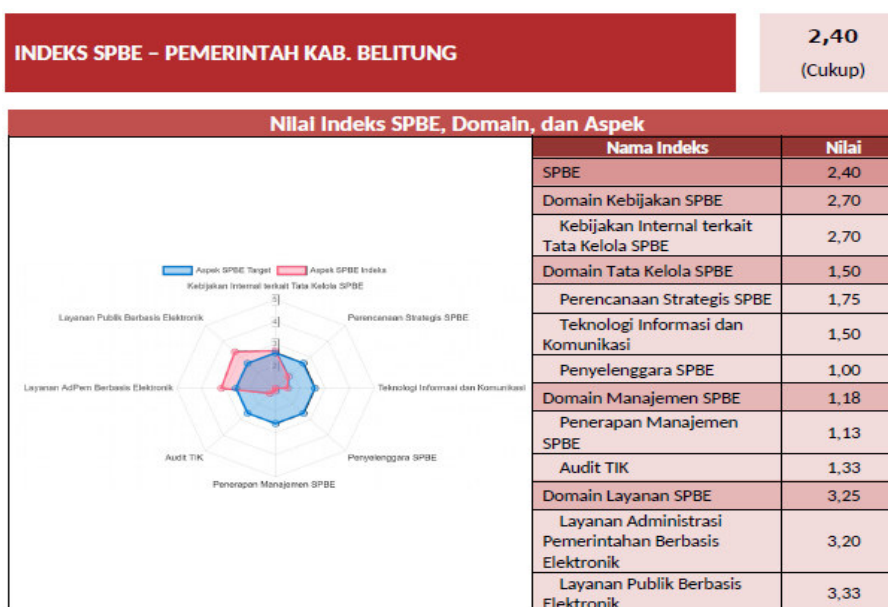 INDEKS SPBE – PEMERINTAH KAB. BELITUNG
2,40
(Cukup)
Nilai Indeks SPBE, Domain, dan Aspek
Aspek SPBE Target
Aspek SPBE Indeks
Kebijakan Internal terkait Tata Kelola SPBE
5
4
3
2
Layanan Publik Berbasis Elektronik
Perencanaan Strategis SPBE
Layanan AdPem Berbasis Elektronik
Teknologi Informasi dan Komunikasi
Audit TIK
Penyelenggara SPBE
Penerapan Manajemen SPBE
Nama Indeks Nilai
SPBE 2,40
Domain Kebijakan SPBE 2,70
Kebijakan Internal terkait
Tata Kelola SPBE 2,70
Domain Tata Kelola SPBE 1,50
Perencanaan Strategis SPBE 1,75
Teknologi Informasi dan
Komunikasi 1,50
Penyelenggara SPBE 1,00
Domain Manajemen SPBE 1,18
Penerapan Manajemen
SPBE 1,13
Audit TIK 1,33
Domain Layanan SPBE 3,25
Layanan Administrasi
Pemerintahan Berbasis 3,20
Elektronik
Layanan Publik Berbasis
Elektronik 3,33